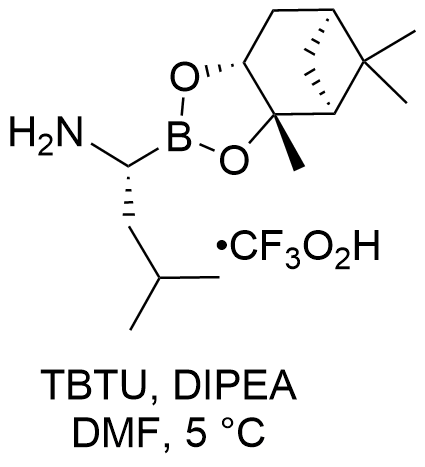 O
H₂N
B
O
•CF₃O₂H
TBTU, DIPEA
DMF, 5 °C